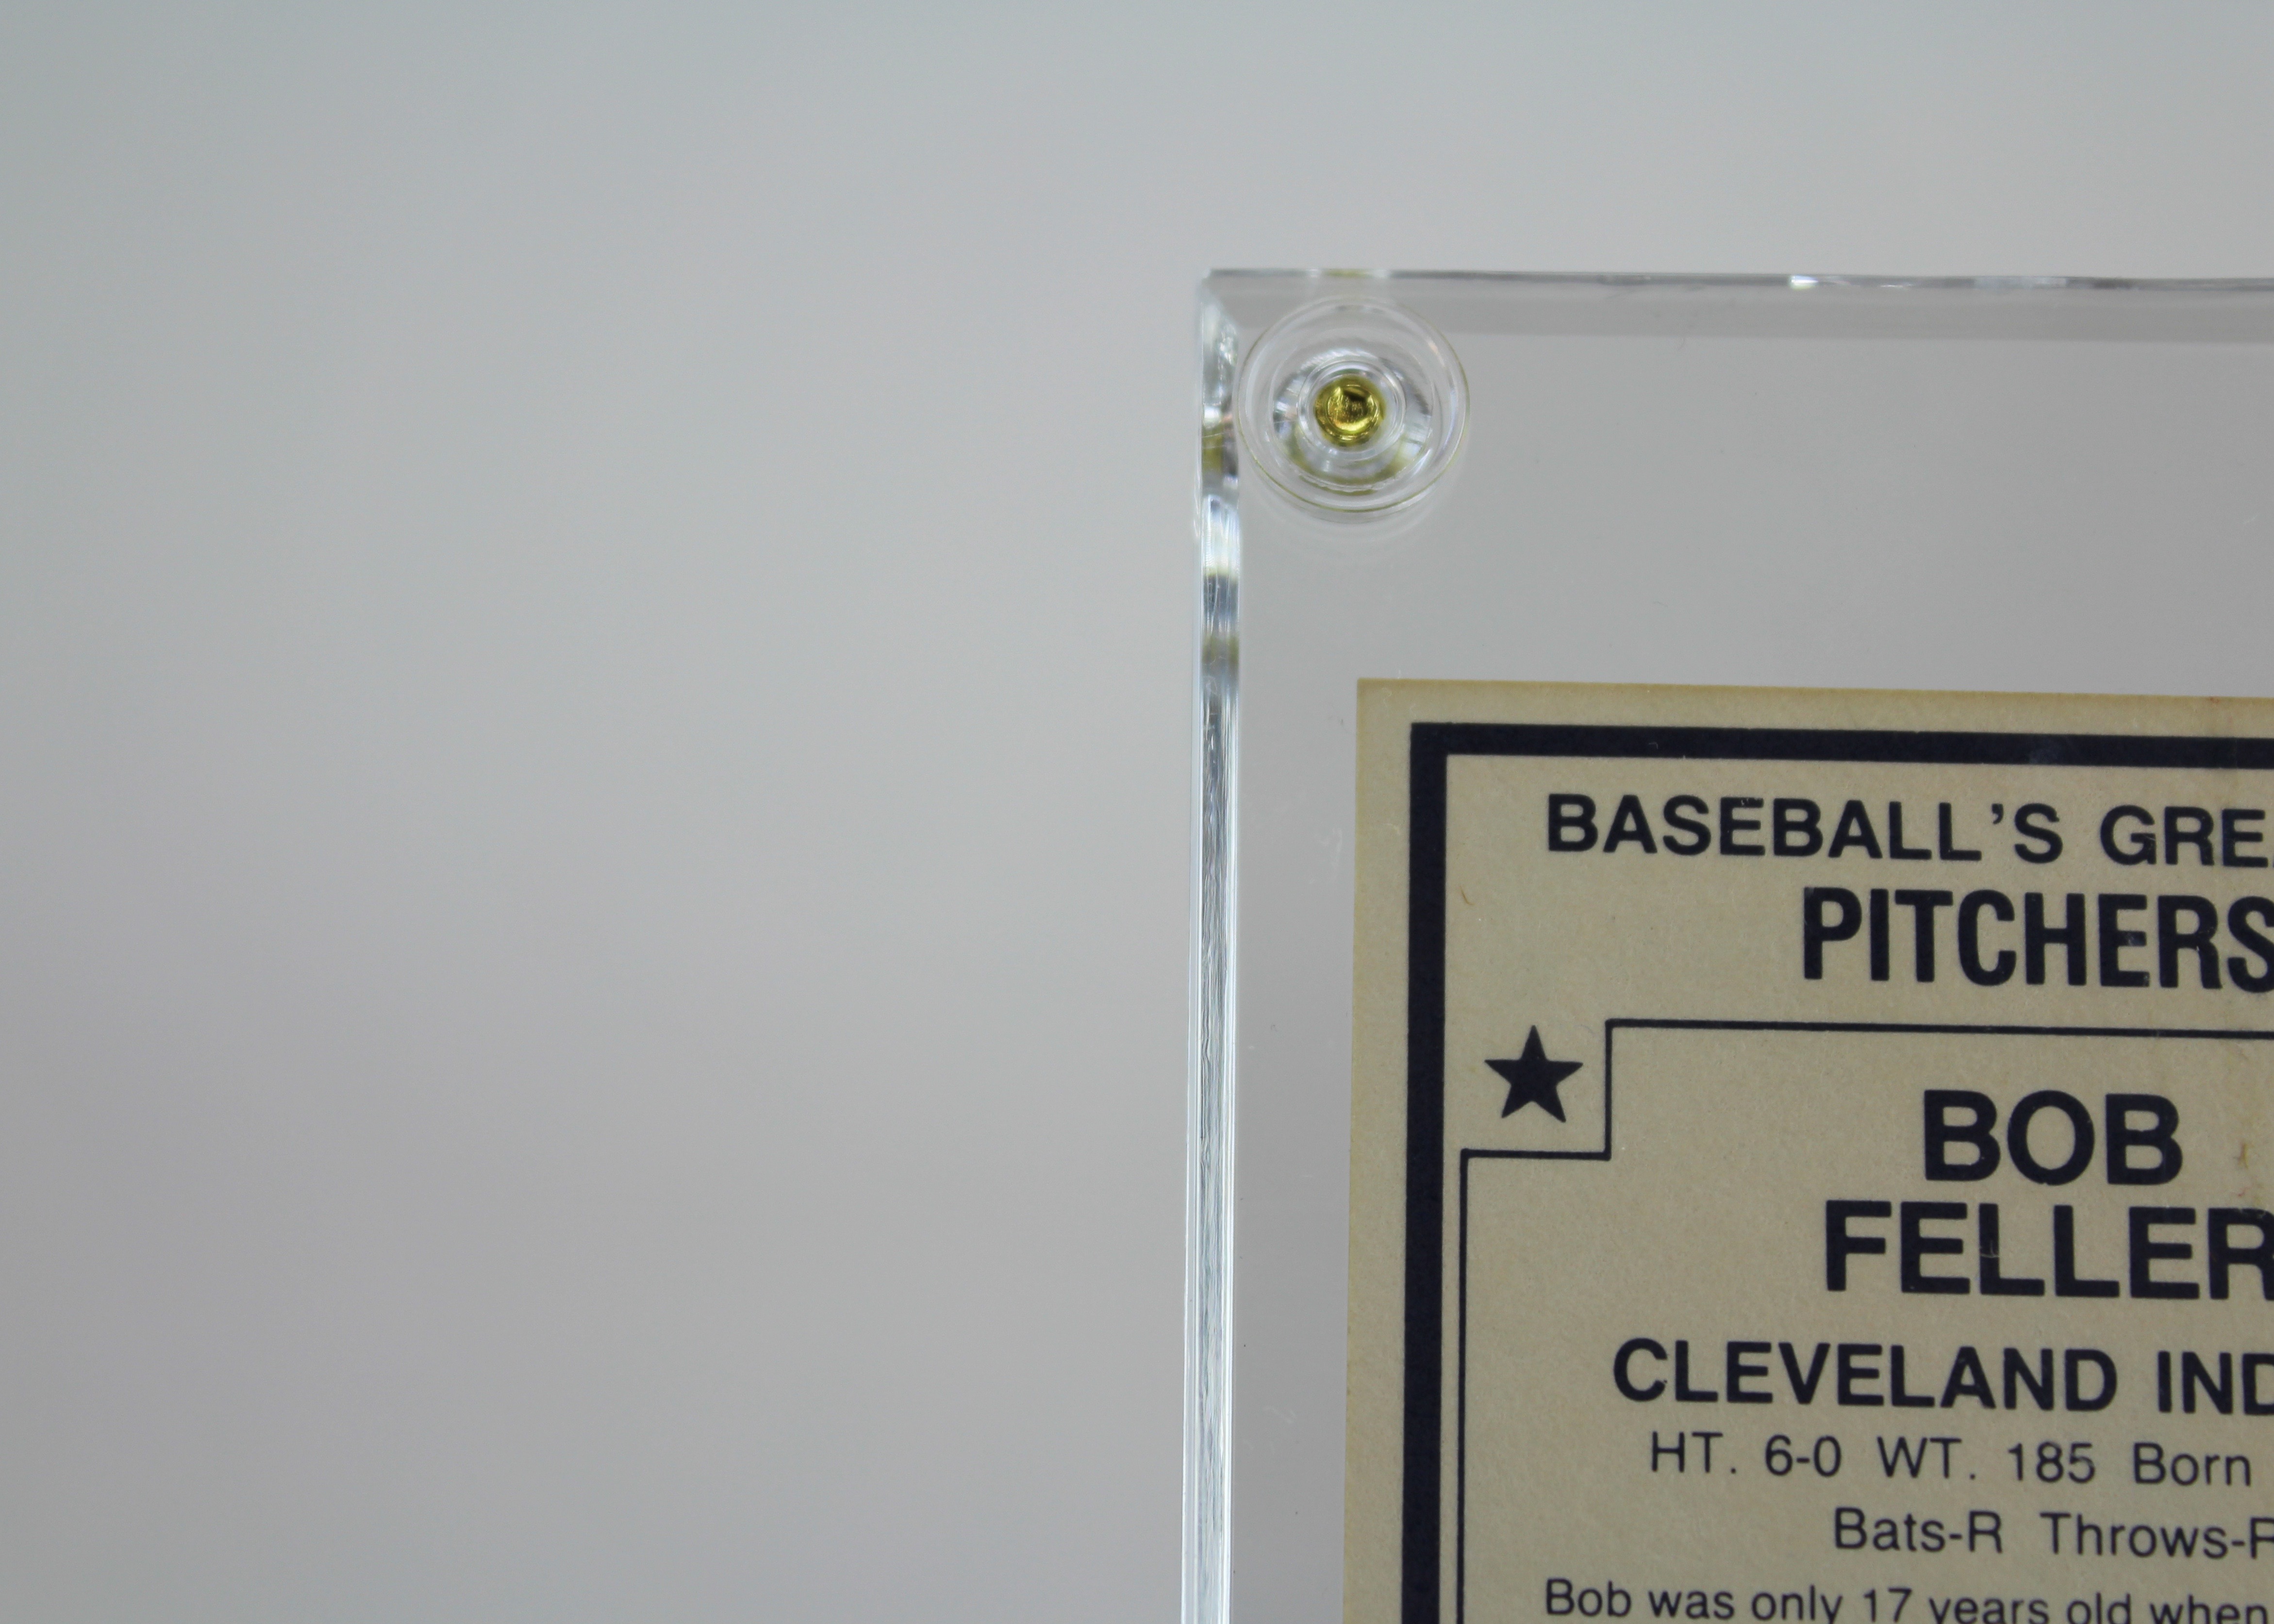 BASEBALL'S GRE
PITCHERS
BOB
FELLER
CLEVELAND IND
HT. 6-0 WT. 185 Born
Bats-R Throws-R
Bob was only 17 years old when